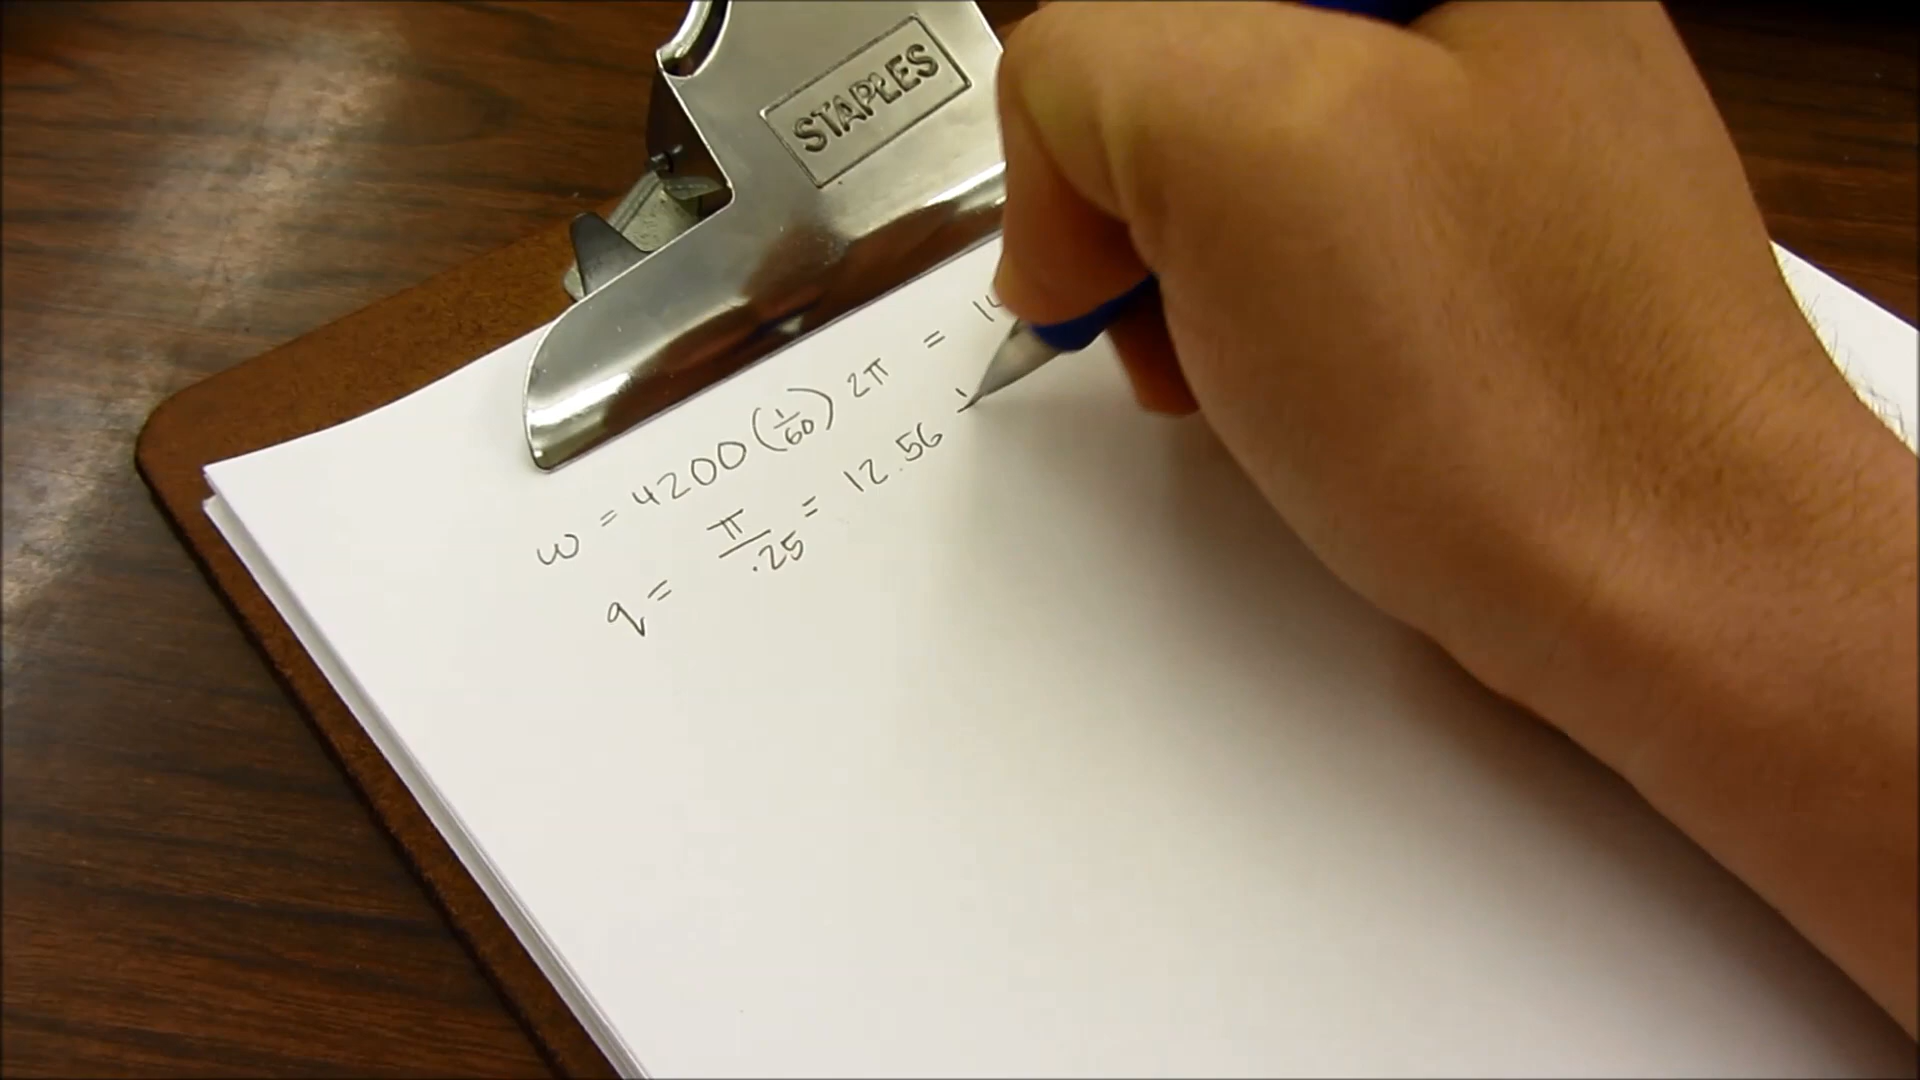 STAPLES
ω = 4200 (1/60) 2π = 14
q = π/.25 = 12.56